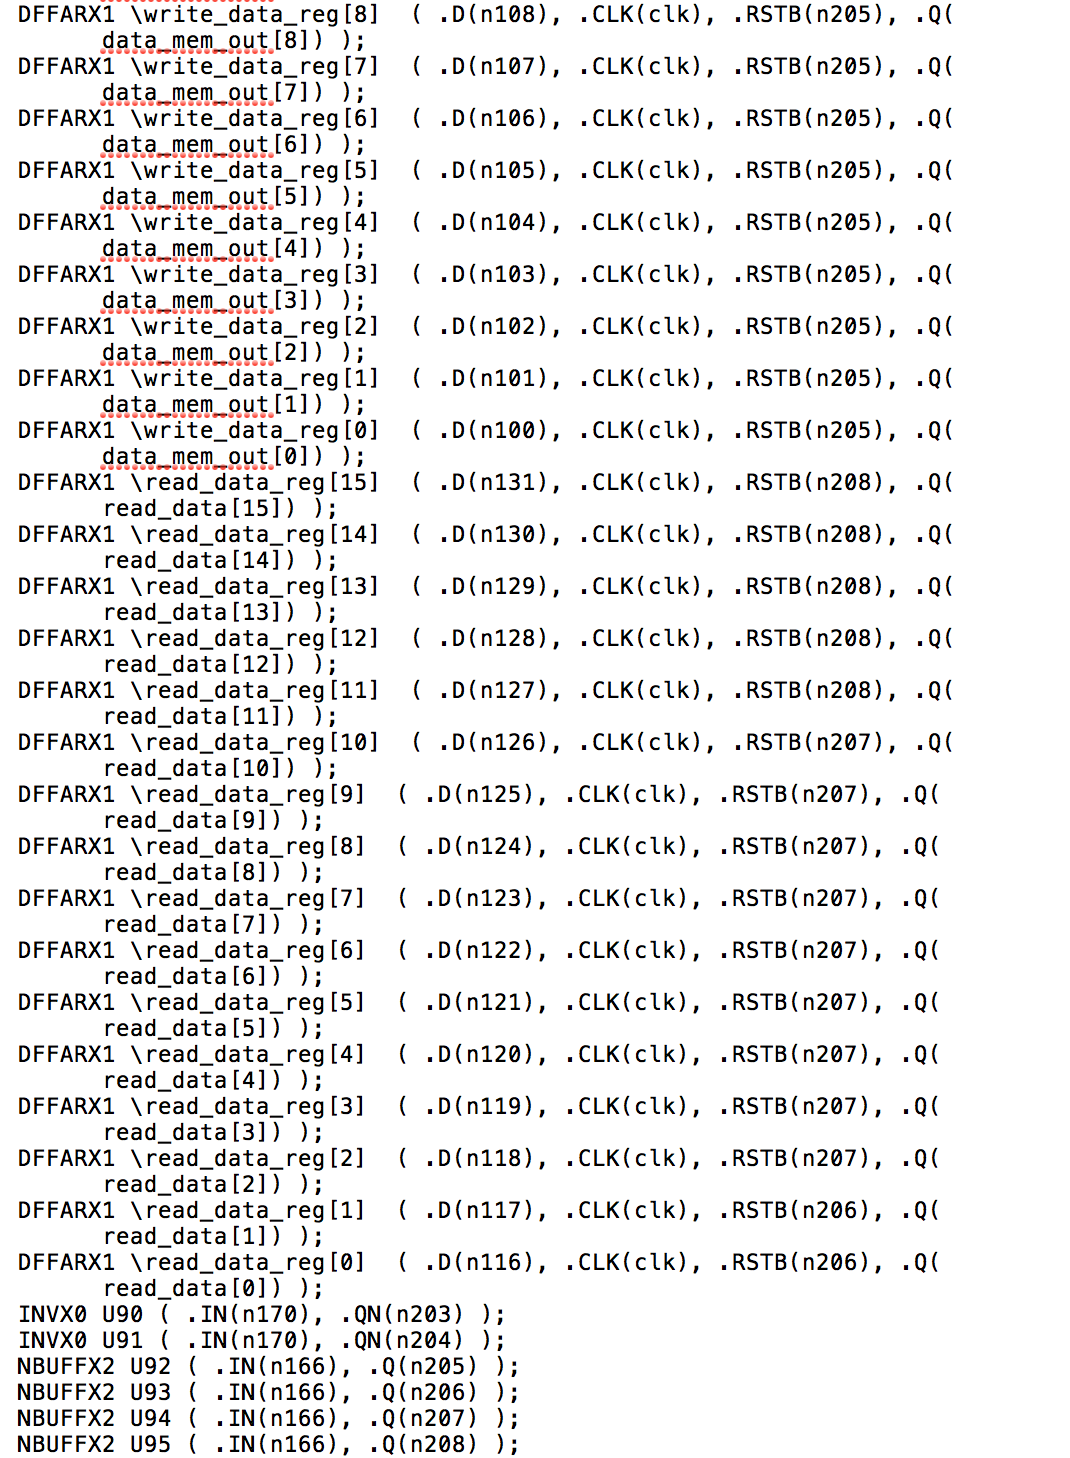 DFFARX1 \write_data_reg[8]  ( .D(n108), .CLK(clk), .RSTB(n205), .Q(
data_mem_out[8]) );
DFFARX1 \write_data_reg[7]  ( .D(n107), .CLK(clk), .RSTB(n205), .Q(
data_mem_out[7]) );
DFFARX1 \write_data_reg[6]  ( .D(n106), .CLK(clk), .RSTB(n205), .Q(
data_mem_out[6]) );
DFFARX1 \write_data_reg[5]  ( .D(n105), .CLK(clk), .RSTB(n205), .Q(
data_mem_out[5]) );
DFFARX1 \write_data_reg[4]  ( .D(n104), .CLK(clk), .RSTB(n205), .Q(
data_mem_out[4]) );
DFFARX1 \write_data_reg[3]  ( .D(n103), .CLK(clk), .RSTB(n205), .Q(
data_mem_out[3]) );
DFFARX1 \write_data_reg[2]  ( .D(n102), .CLK(clk), .RSTB(n205), .Q(
data_mem_out[2]) );
DFFARX1 \write_data_reg[1]  ( .D(n101), .CLK(clk), .RSTB(n205), .Q(
data_mem_out[1]) );
DFFARX1 \write_data_reg[0]  ( .D(n100), .CLK(clk), .RSTB(n205), .Q(
data_mem_out[0]) );
DFFARX1 \read_data_reg[15]  ( .D(n131), .CLK(clk), .RSTB(n208), .Q(
read_data[15]) );
DFFARX1 \read_data_reg[14]  ( .D(n130), .CLK(clk), .RSTB(n208), .Q(
read_data[14]) );
DFFARX1 \read_data_reg[13]  ( .D(n129), .CLK(clk), .RSTB(n208), .Q(
read_data[13]) );
DFFARX1 \read_data_reg[12]  ( .D(n128), .CLK(clk), .RSTB(n208), .Q(
read_data[12]) );
DFFARX1 \read_data_reg[11]  ( .D(n127), .CLK(clk), .RSTB(n208), .Q(
read_data[11]) );
DFFARX1 \read_data_reg[10]  ( .D(n126), .CLK(clk), .RSTB(n207), .Q(
read_data[10]) );
DFFARX1 \read_data_reg[9]  ( .D(n125), .CLK(clk), .RSTB(n207), .Q(
read_data[9]) );
DFFARX1 \read_data_reg[8]  ( .D(n124), .CLK(clk), .RSTB(n207), .Q(
read_data[8]) );
DFFARX1 \read_data_reg[7]  ( .D(n123), .CLK(clk), .RSTB(n207), .Q(
read_data[7]) );
DFFARX1 \read_data_reg[6]  ( .D(n122), .CLK(clk), .RSTB(n207), .Q(
read_data[6]) );
DFFARX1 \read_data_reg[5]  ( .D(n121), .CLK(clk), .RSTB(n207), .Q(
read_data[5]) );
DFFARX1 \read_data_reg[4]  ( .D(n120), .CLK(clk), .RSTB(n207), .Q(
read_data[4]) );
DFFARX1 \read_data_reg[3]  ( .D(n119), .CLK(clk), .RSTB(n207), .Q(
read_data[3]) );
DFFARX1 \read_data_reg[2]  ( .D(n118), .CLK(clk), .RSTB(n207), .Q(
read_data[2]) );
DFFARX1 \read_data_reg[1]  ( .D(n117), .CLK(clk), .RSTB(n206), .Q(
read_data[1]) );
DFFARX1 \read_data_reg[0]  ( .D(n116), .CLK(clk), .RSTB(n206), .Q(
read_data[0]) );
INVX0 U90 ( .IN(n170), .QN(n203) );
INVX0 U91 ( .IN(n170), .QN(n204) );
NBUFFX2 U92 ( .IN(n166), .Q(n205) );
NBUFFX2 U93 ( .IN(n166), .Q(n206) );
NBUFFX2 U94 ( .IN(n166), .Q(n207) );
NBUFFX2 U95 ( .IN(n166), .Q(n208) );